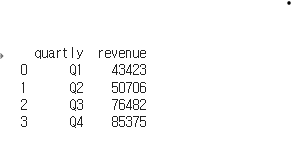 quartly revenue
0 Q1 43423
1 Q2 50706
2 Q3 76482
3 Q4 85375